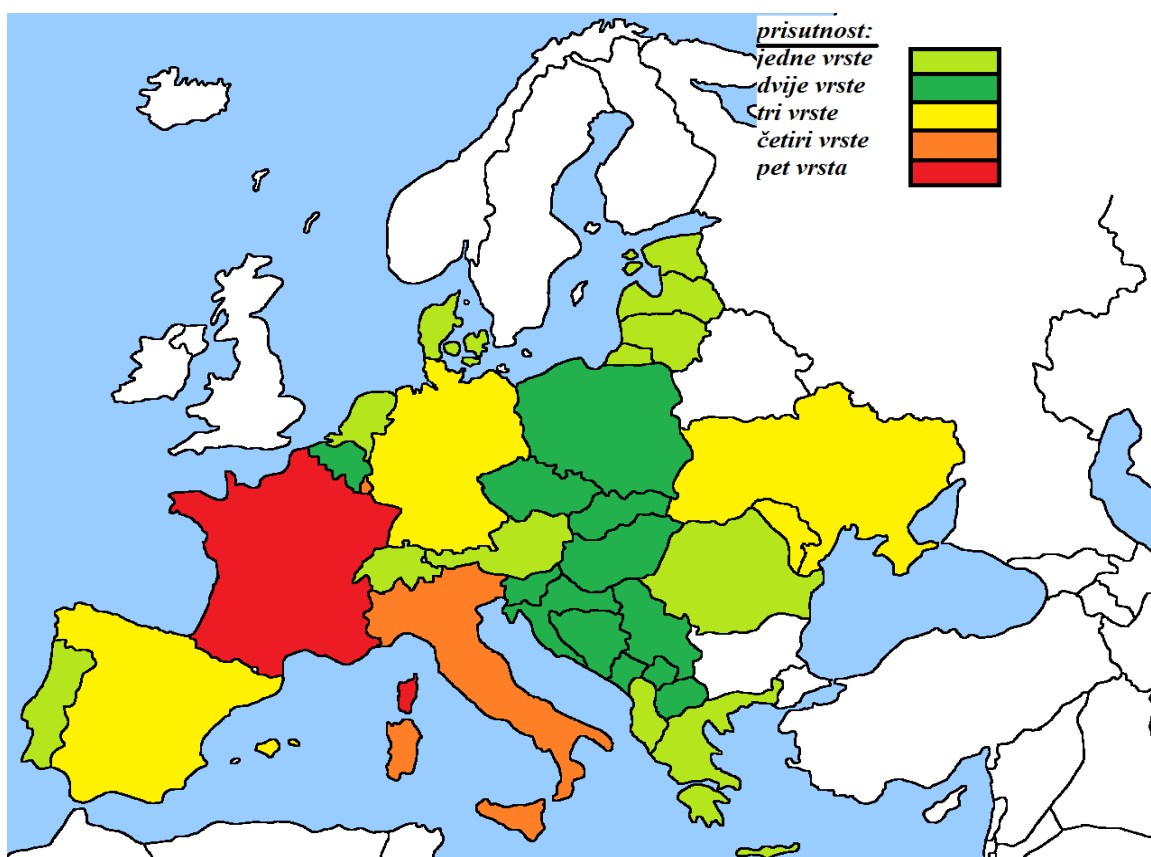 prisutnost:
jedne vrste
dvije vrste
tri vrste
četiri vrste
pet vrsta